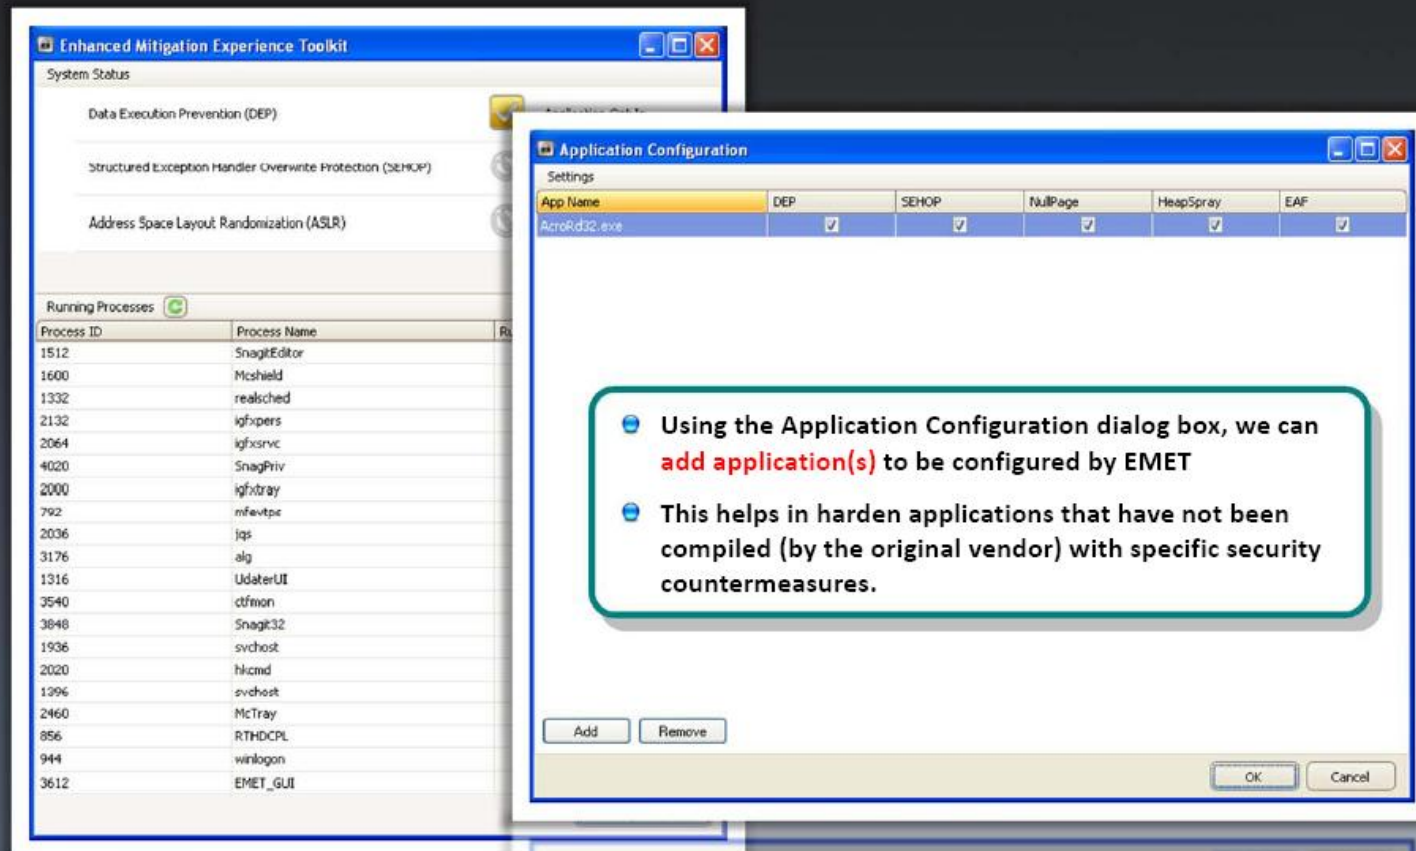 Enhanced Mitigation Experience Toolkit
System Status
Data Execution Prevention (DEP)
Structured Exception Handler Overwrite Protection (SEHOP)
Address Space Layout Randomization (ASLR)
Running Processes
Process ID Process Name
1512 SnagitEditor
1600 Mcshield
1332 realsched
2132 igfxpers
2064 igfxsrvc
4020 SnagPriv
2000 igfxtray
792 mfevtps
2036 jqs
3176 alg
1316 UdaterUI
3540 ctfmon
3848 Snagit32
1936 svchost
2020 hkcmd
1396 svchost
2460 McTray
856 RTHDCPL
944 winlogon
3612 EMET_GUI
Application Configuration
Settings
App Name DEP SEHOP NullPage HeapSpray EAF
AcroRd32.exe
Using the Application Configuration dialog box, we can
add application(s) to be configured by EMET
This helps in harden applications that have not been
compiled (by the original vendor) with specific security
countermeasures.
Add Remove
OK Cancel